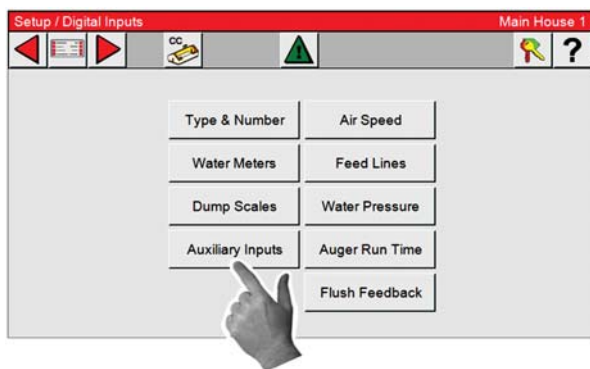 Setup / Digital Inputs Main House 1
CC
?
Type & Number Air Speed
Water Meters Feed Lines
Dump Scales Water Pressure
Auxiliary Inputs Auger Run Time
Flush Feedback